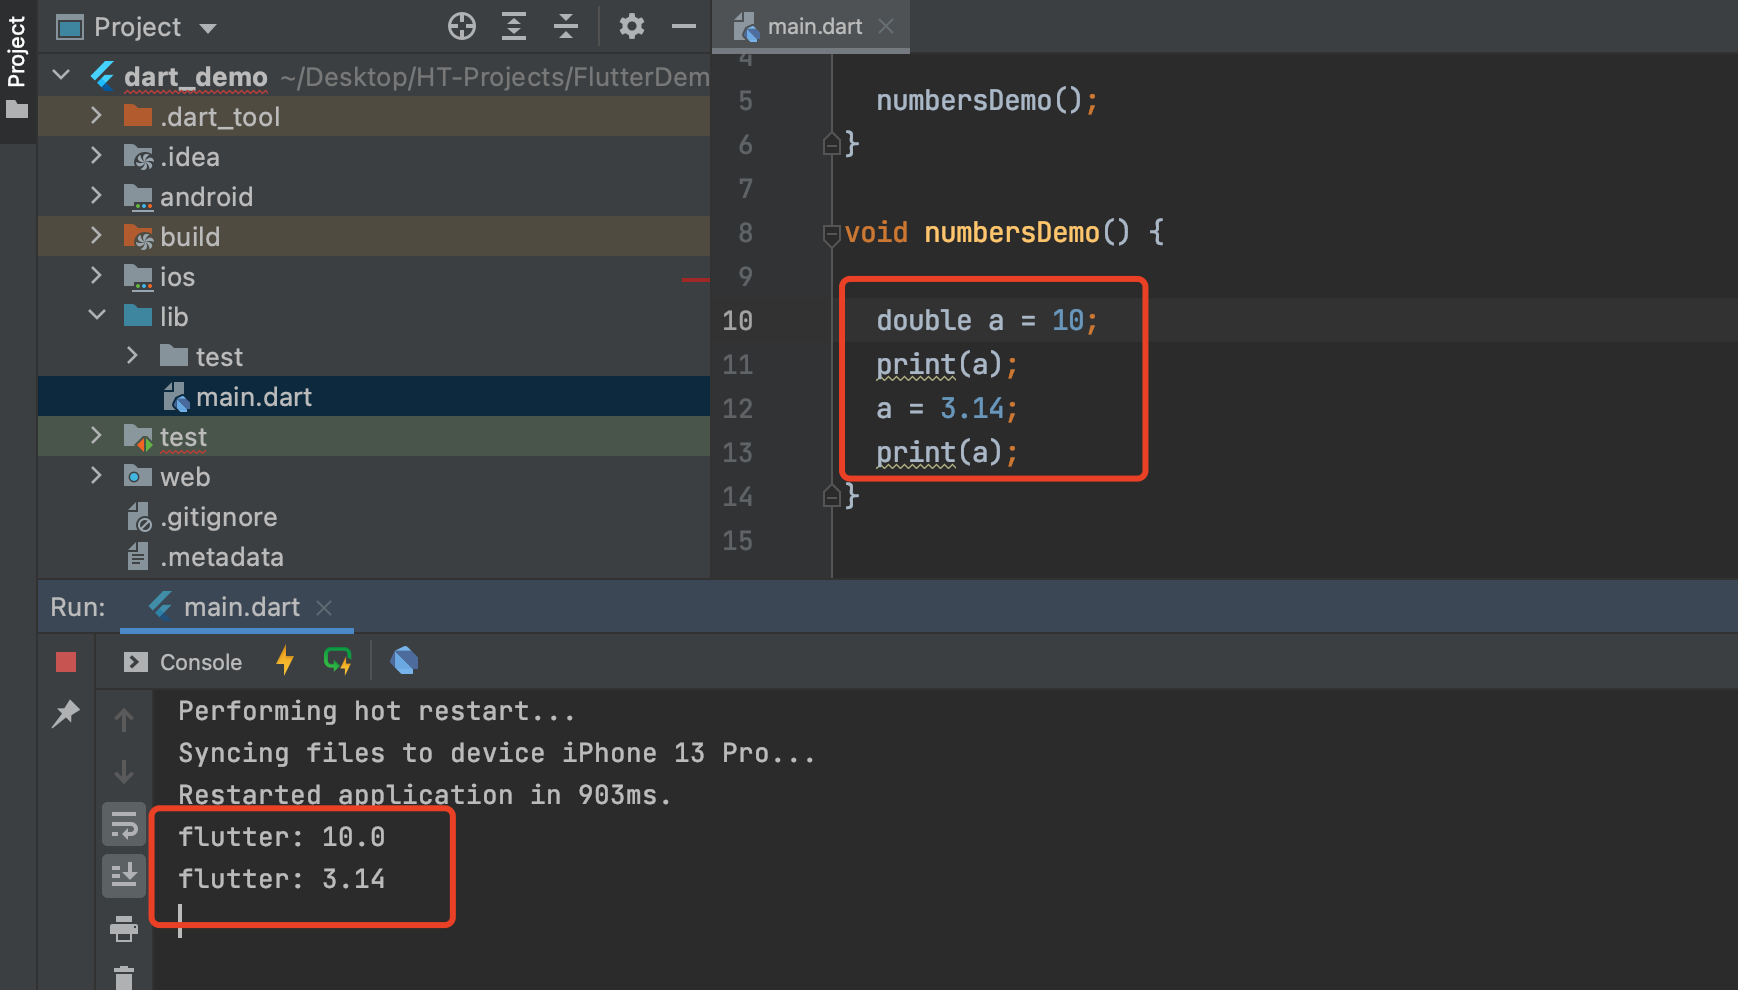 Project
Project
dart_demo ~/Desktop/HT-Projects/FlutterDem
.dart_tool
.idea
android
build
ios
lib
test
main.dart
test
web
.gitignore
.metadata
main.dart
4
5 numbersDemo();
6 }
7
8 void numbersDemo() {
9
10 double a = 10;
11 print(a);
12 a = 3.14;
13 print(a);
14 }
15
Run: main.dart
Console
Performing hot restart...
Syncing files to device iPhone 13 Pro...
Restarted application in 903ms.
flutter: 10.0
flutter: 3.14